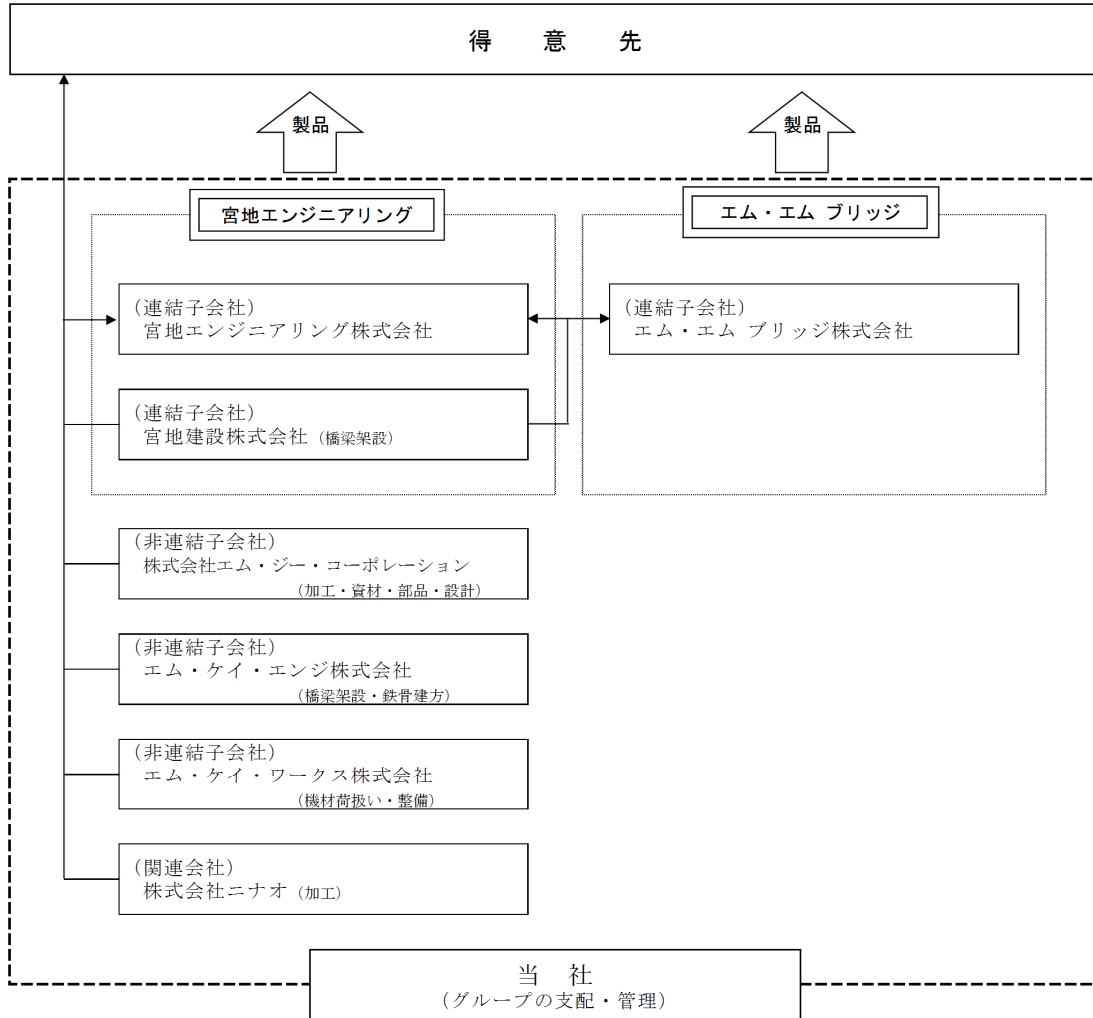 得 意 先
製品
製品
宮地エンジニアリング
エム・エム ブリッジ
(連結子会社)
宮地エンジニアリング株式会社
(連結子会社)
エム・エム ブリッジ株式会社
(連結子会社)
宮地建設株式会社 (橋梁架設)
(非連結子会社)
株式会社エム・ジー・コーポレーション
(加工・資材・部品・設計)
(非連結子会社)
エム・ケイ・エンジ株式会社
(橋梁架設・鉄骨建方)
(非連結子会社)
エム・ケイ・ワークス株式会社
(機材荷扱い・整備)
(関連会社)
株式会社ニナオ (加工)
当 社
(グループの支配・管理)